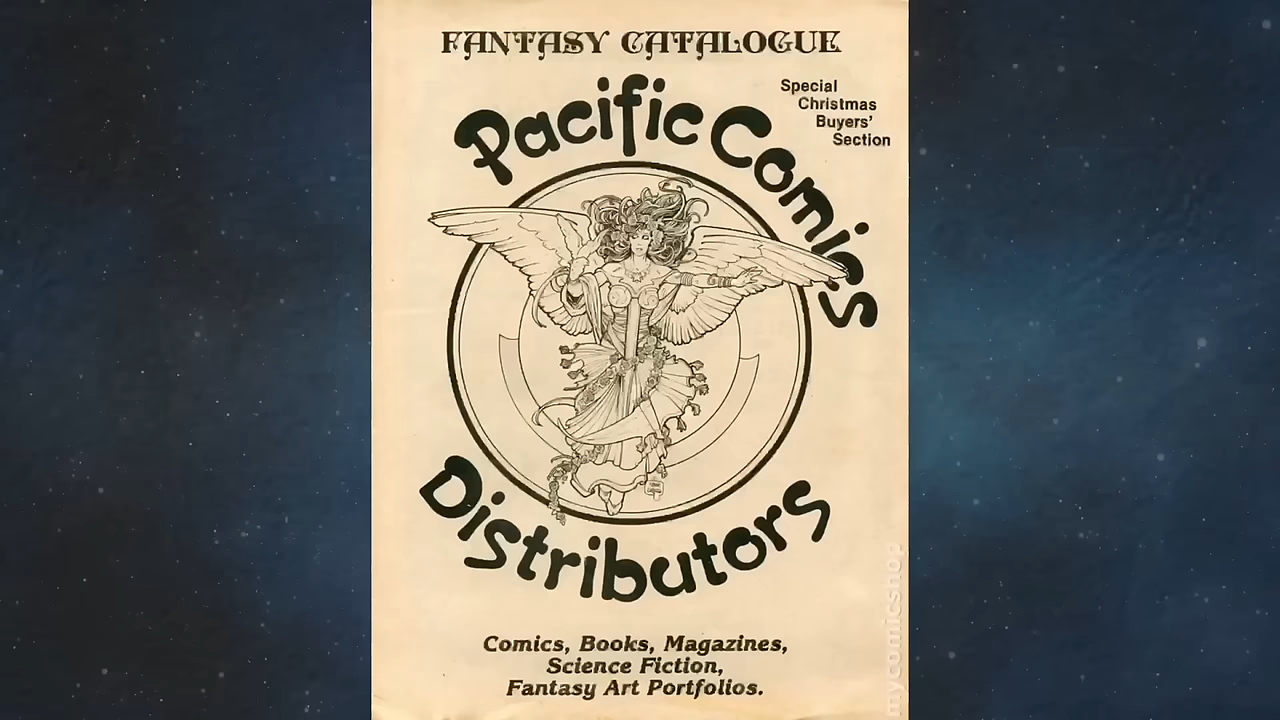 FANTASY CATALOGUE
Special
Christmas
Buyers'
Section
Pacific Comics
Distributors
Comics, Books, Magazines,
Science Fiction,
Fantasy Art Portfolios.
mycomicshop